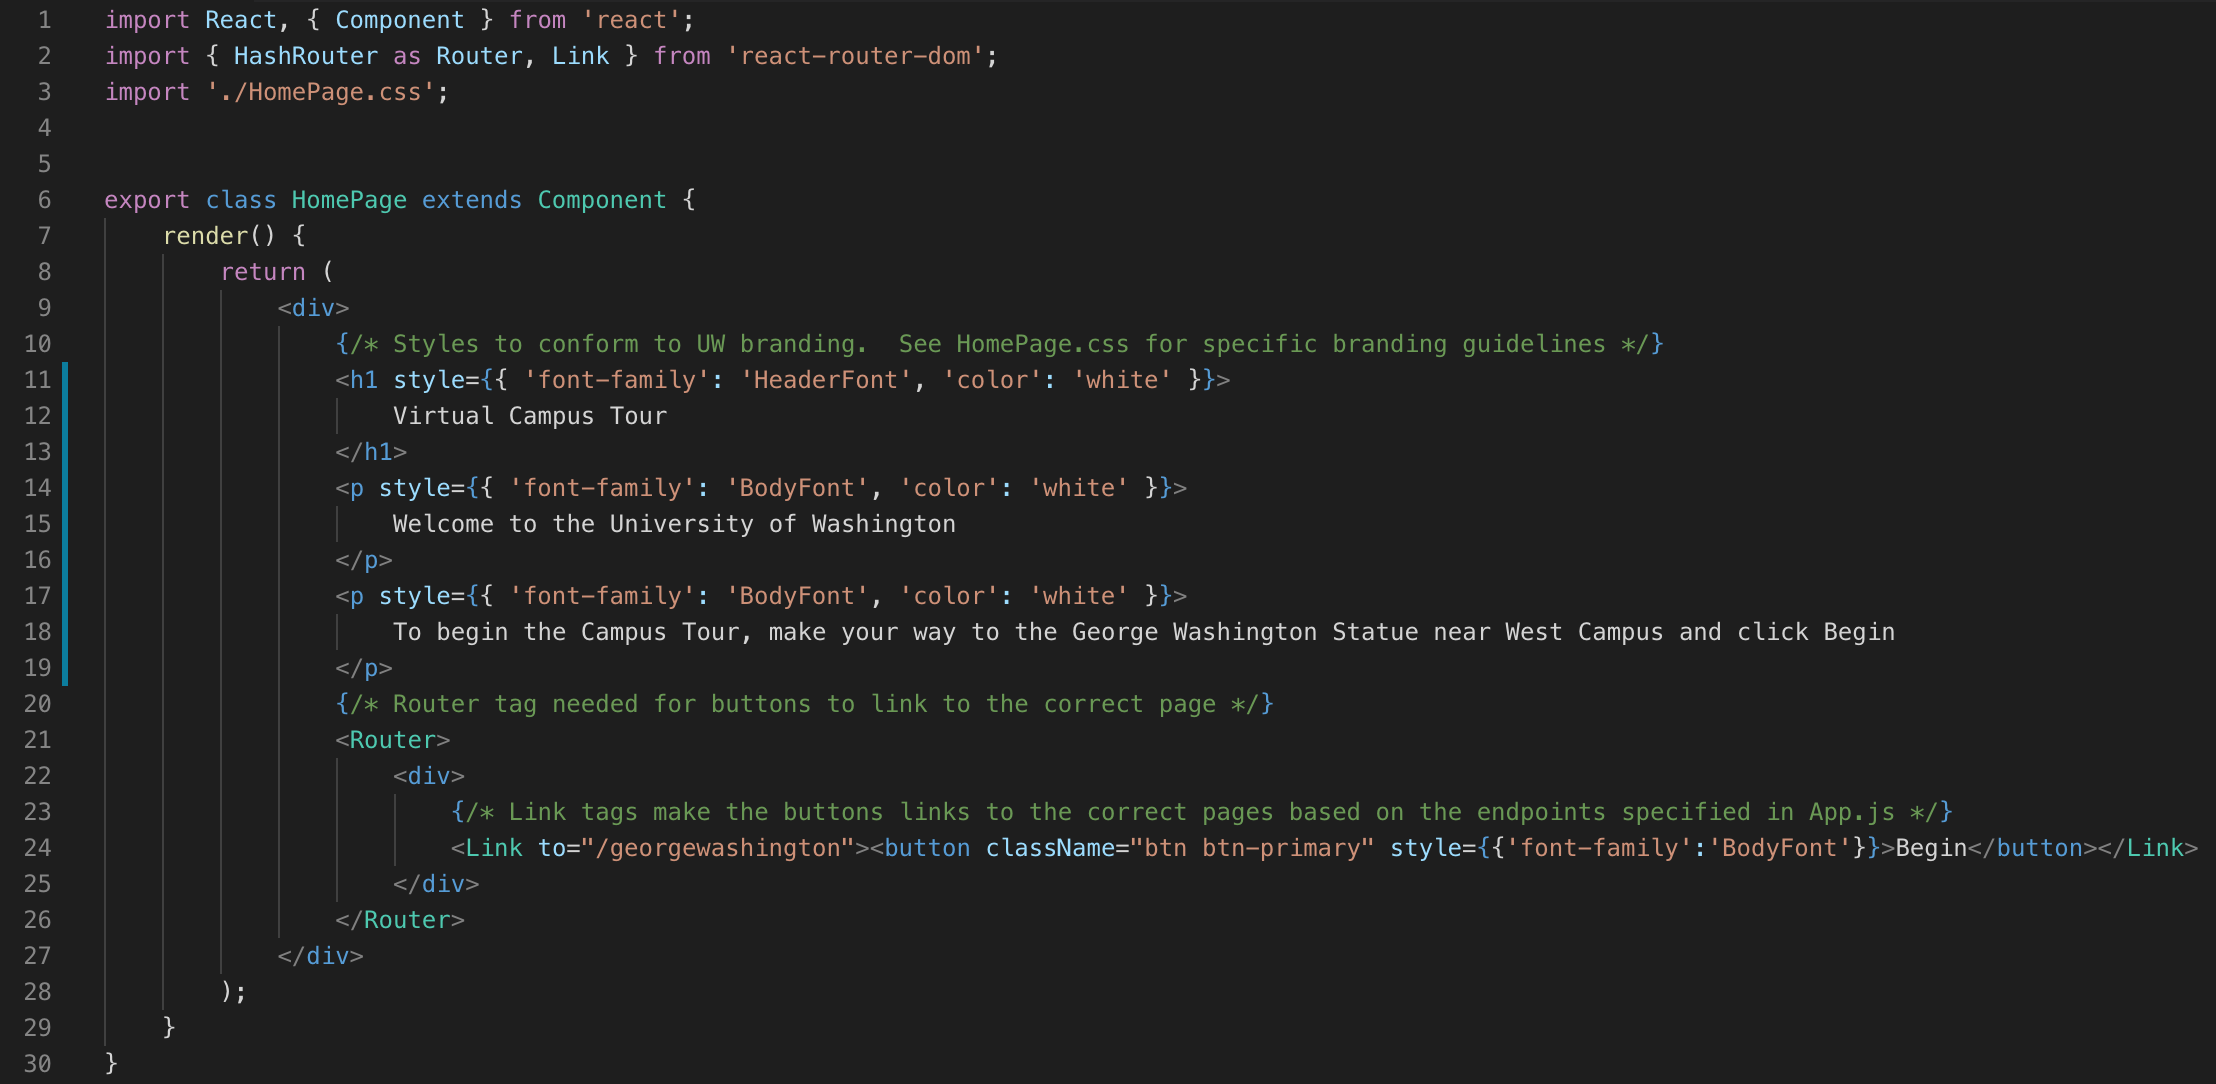 1 import React, { Component } from 'react';
2 import { HashRouter as Router, Link } from 'react-router-dom';
3 import './HomePage.css';
4
5
6 export class HomePage extends Component {
7     render() {
8         return (
9             <div>
10                 {/* Styles to conform to UW branding.  See HomePage.css for specific branding guidelines */}
11                 <h1 style={{ 'font-family': 'HeaderFont', 'color': 'white' }}>
12                     Virtual Campus Tour
13                 </h1>
14                 <p style={{ 'font-family': 'BodyFont', 'color': 'white' }}>
15                     Welcome to the University of Washington
16                 </p>
17                 <p style={{ 'font-family': 'BodyFont', 'color': 'white' }}>
18                     To begin the Campus Tour, make your way to the George Washington Statue near West Campus and click Begin
19                 </p>
20                 {/* Router tag needed for buttons to link to the correct page */}
21                 <Router>
22                     <div>
23                         {/* Link tags make the buttons links to the correct pages based on the endpoints specified in App.js */}
24                         <Link to="/georgewashington"><button className="btn btn-primary" style={{'font-family':'BodyFont'}}>Begin</button></Link>
25                     </div>
26                 </Router>
27             </div>
28         );
29     }
30 }